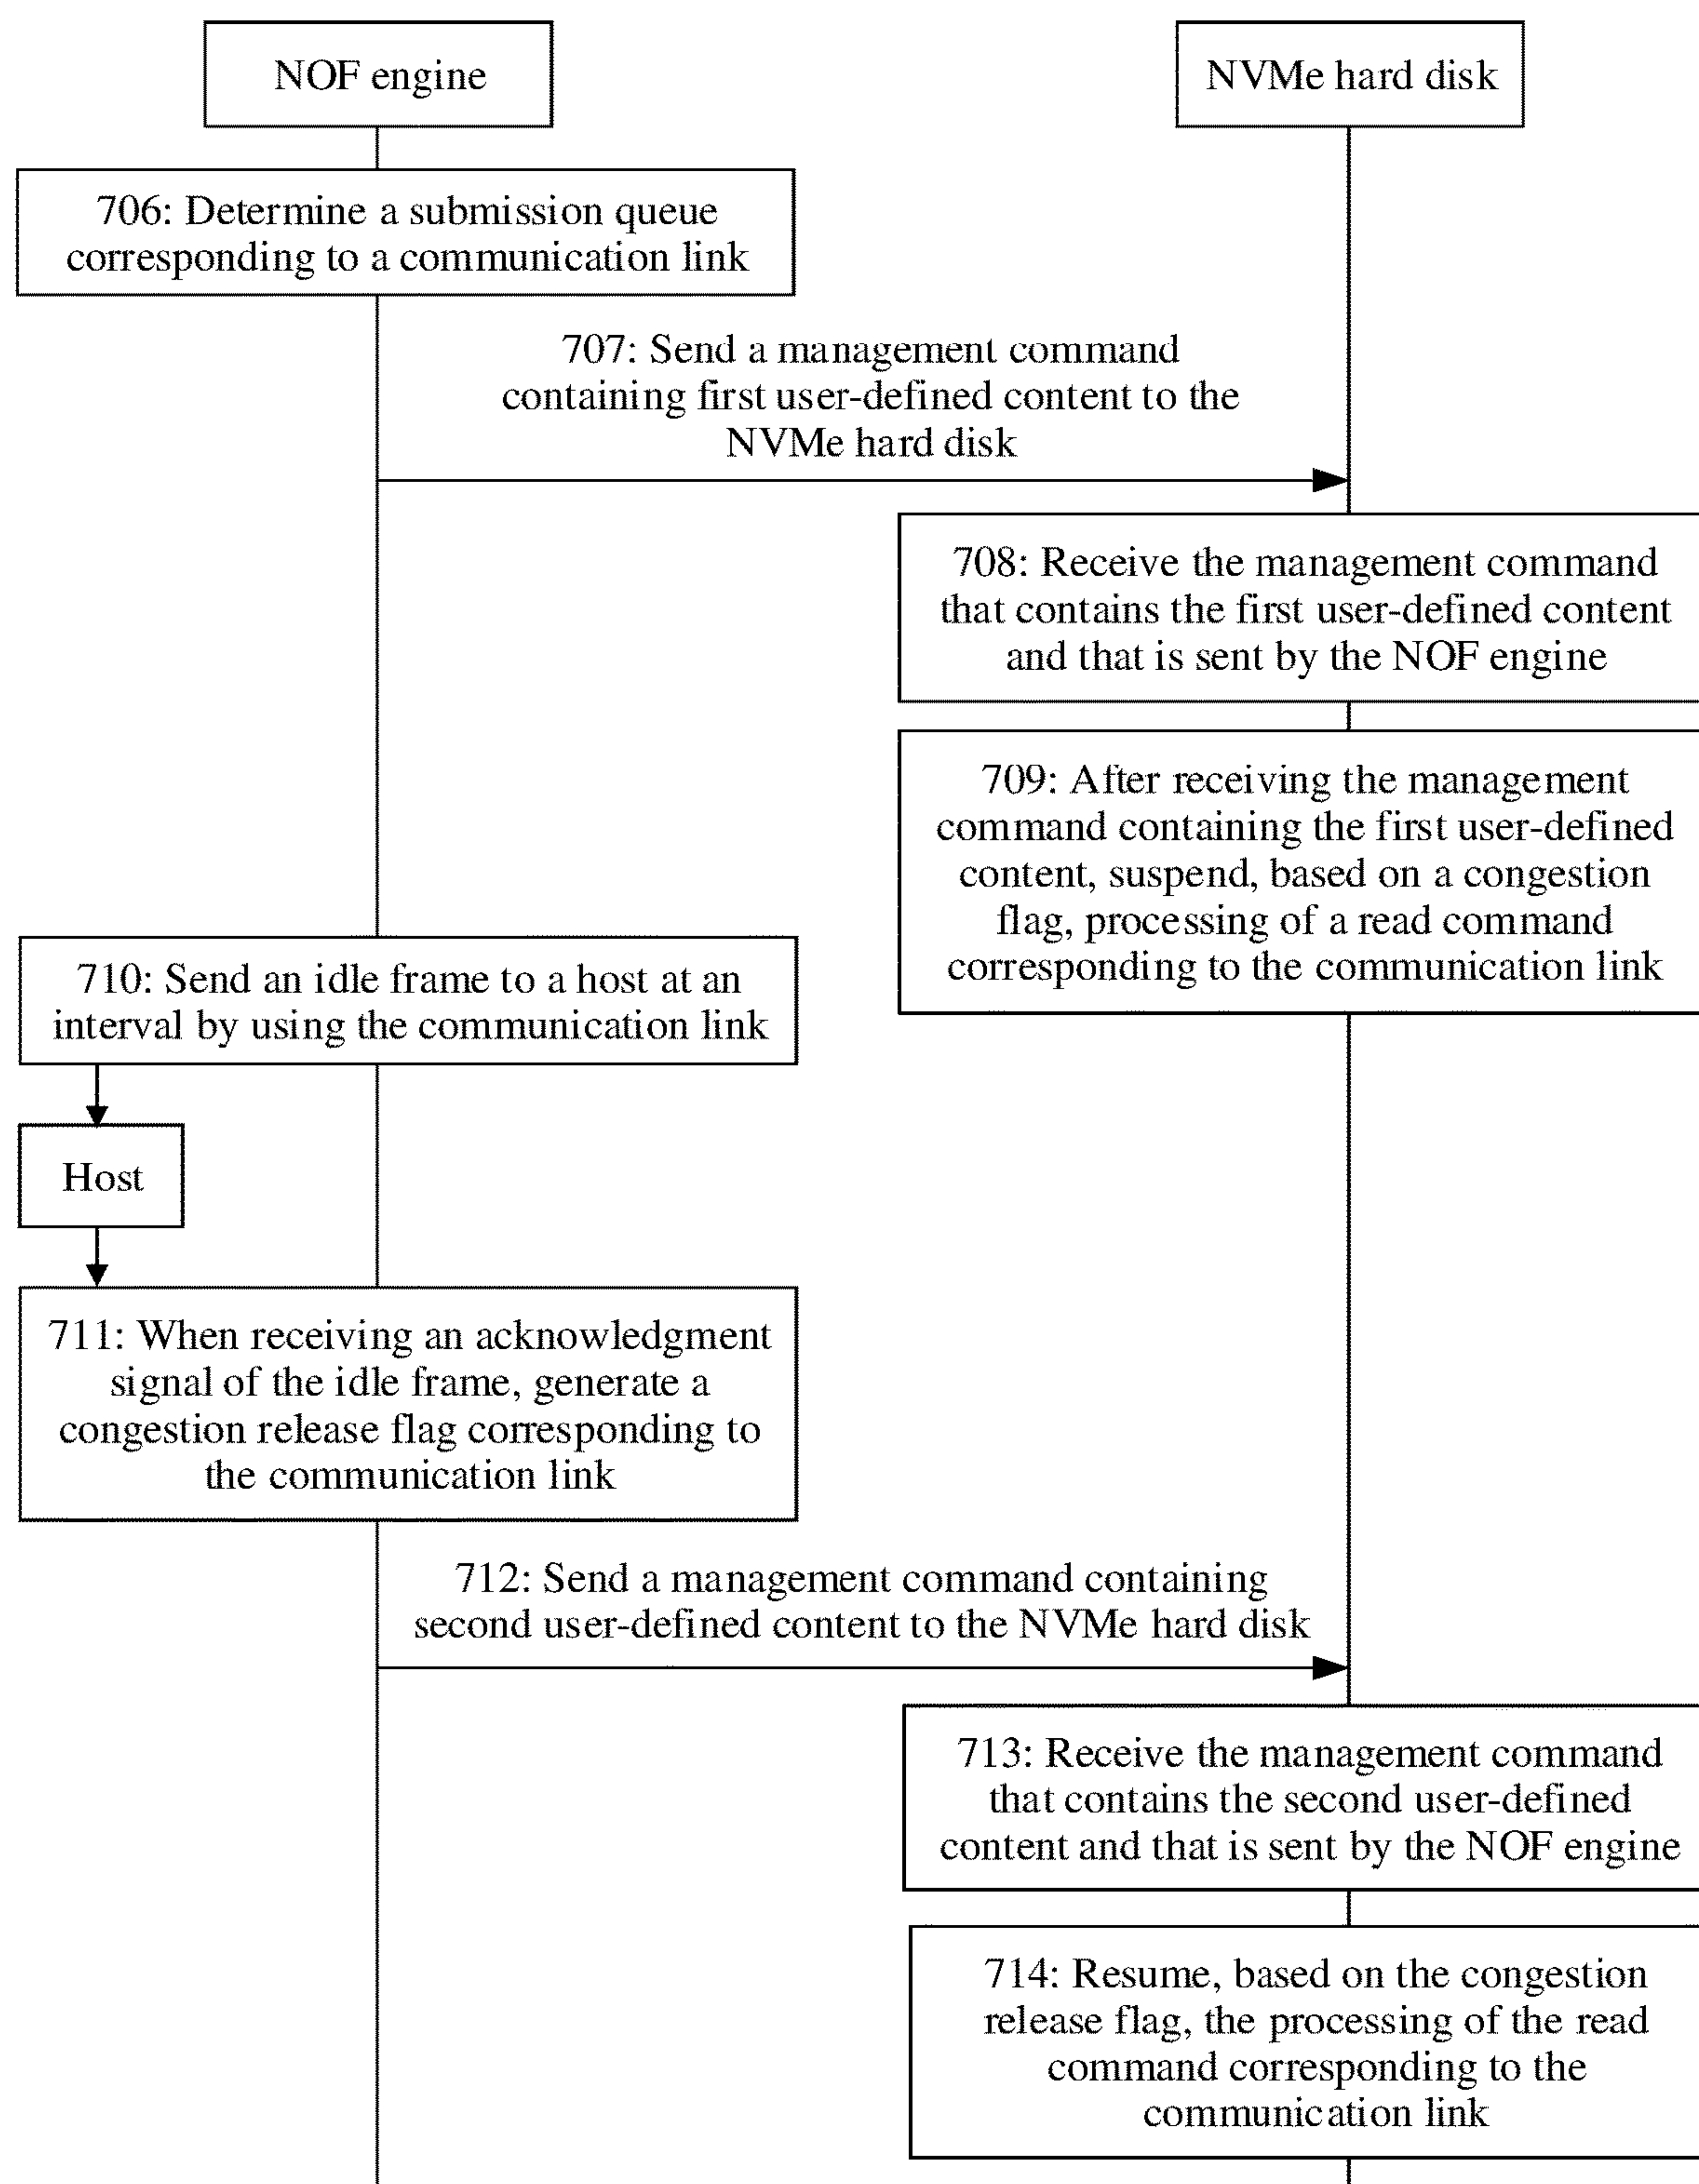 NOF engine
NVMe hard disk
706: Determine a submission queue
corresponding to a communication link
707: Send a management command
containing first user-defined content to the
NVMe hard disk
708: Receive the management command
that contains the first user-defined content
and that is sent by the NOF engine
709: After receiving the management
command containing the first user-defined
content, suspend, based on a congestion
flag, processing of a read command
corresponding to the communication link
710: Send an idle frame to a host at an
interval by using the communication link
Host
711: When receiving an acknowledgment
signal of the idle frame, generate a
congestion release flag corresponding to
the communication link
712: Send a management command containing
second user-defined content to the NVMe hard disk
713: Receive the management command
that contains the second user-defined
content and that is sent by the NOF engine
714: Resume, based on the congestion
release flag, the processing of the read
command corresponding to the
communication link